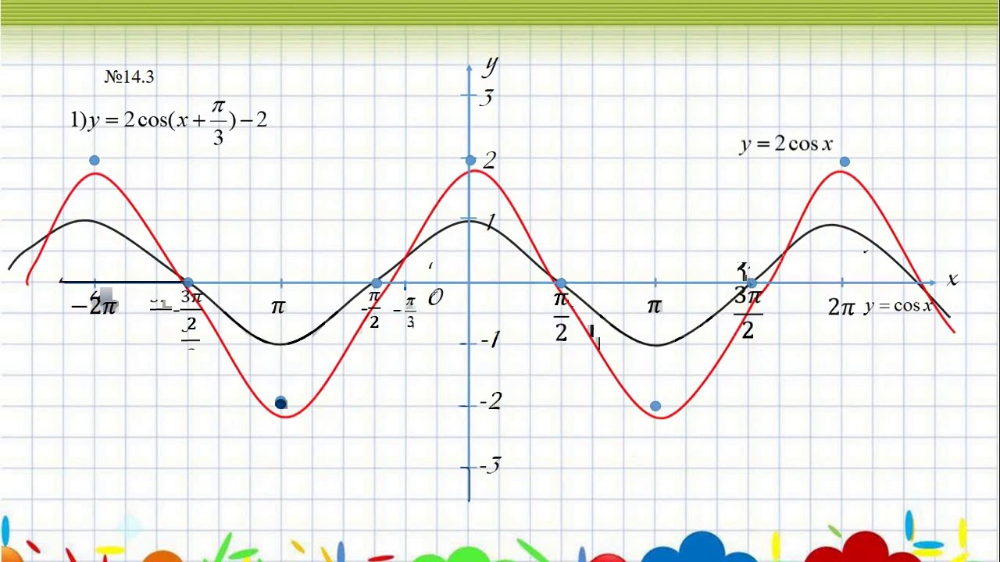 №14.3
1)y = 2cos(x + π/3) − 2
y = 2cos x
y
3
2
1
-1
-2
-3
0
x
−2π
3π/2
π
-π/2
-π/3
π/2
π
3π/2
2π
y = cos x